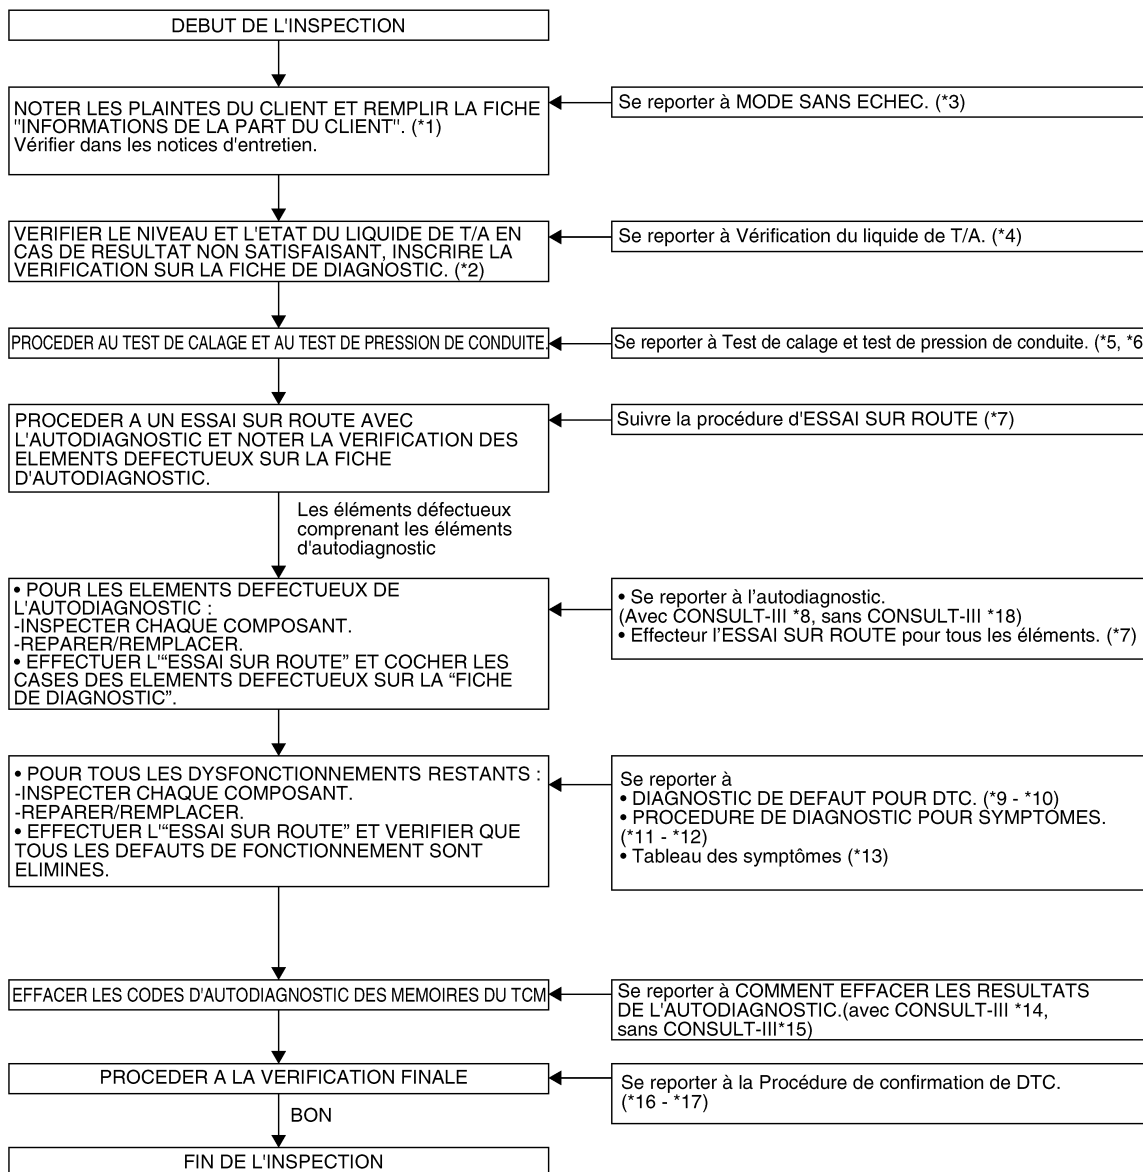 DEBUT DE L'INSPECTION
NOTER LES PLAINTES DU CLIENT ET REMPLIR LA FICHE
"INFORMATIONS DE LA PART DU CLIENT". (*1)
Vérifier dans les notices d'entretien.
Se reporter à MODE SANS ECHEC. (*3)
VERIFIER LE NIVEAU ET L'ETAT DU LIQUIDE DE T/A EN
CAS DE RESULTAT NON SATISFAISANT, INSCRIRE LA
VERIFICATION SUR LA FICHE DE DIAGNOSTIC. (*2)
Se reporter à Vérification du liquide de T/A. (*4)
PROCEDER AU TEST DE CALAGE ET AU TEST DE PRESSION DE CONDUITE.
Se reporter à Test de calage et test de pression de conduite. (*5, *6
PROCEDER A UN ESSAI SUR ROUTE AVEC
L'AUTODIAGNOSTIC ET NOTER LA VERIFICATION DES
ELEMENTS DEFECTUEUX SUR LA FICHE
D'AUTODIAGNOSTIC.
Suivre la procédure d'ESSAI SUR ROUTE (*7)
Les éléments défectueux
comprenant les éléments
d'autodiagnostic
• POUR LES ELEMENTS DEFECTUEUX DE
L'AUTODIAGNOSTIC :
-INSPECTER CHAQUE COMPOSANT.
-REPARER/REMPLACER.
• EFFECTUER L'“ESSAI SUR ROUTE” ET COCHER LES
CASES DES ELEMENTS DEFECTUEUX SUR LA “FICHE
DE DIAGNOSTIC”.
• Se reporter à l'autodiagnostic.
(Avec CONSULT-III *8, sans CONSULT-III *18)
• Effecteur l'ESSAI SUR ROUTE pour tous les éléments. (*7)
• POUR TOUS LES DYSFONCTIONNEMENTS RESTANTS :
-INSPECTER CHAQUE COMPOSANT.
-REPARER/REMPLACER.
• EFFECTUER L'“ESSAI SUR ROUTE” ET VERIFIER QUE
TOUS LES DEFAUTS DE FONCTIONNEMENT SONT
ELIMINES.
Se reporter à
• DIAGNOSTIC DE DEFAUT POUR DTC. (*9 - *10)
• PROCEDURE DE DIAGNOSTIC POUR SYMPTOMES.
(*11 - *12)
• Tableau des symptômes (*13)
EFFACER LES CODES D'AUTODIAGNOSTIC DES MEMOIRES DU TCM
Se reporter à COMMENT EFFACER LES RESULTATS
DE L'AUTODIAGNOSTIC.(avec CONSULT-III *14,
sans CONSULT-III*15)
PROCEDER A LA VERIFICATION FINALE
Se reporter à la Procédure de confirmation de DTC.
(*16 - *17)
BON
FIN DE L'INSPECTION